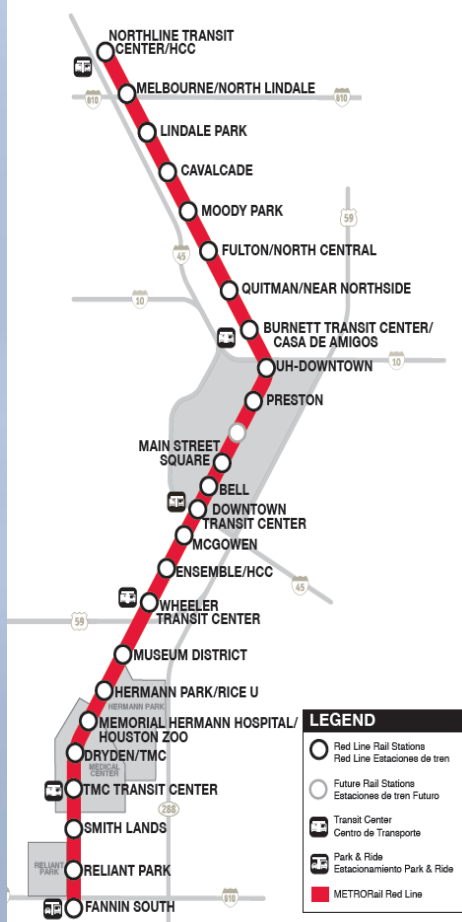 NORTHLINE TRANSIT
CENTER/HCC
MELBOURNE/NORTH LINDALE
610
610
LINDALE PARK
CAVALCADE
59
MOODY PARK
45
FULTON/NORTH CENTRAL
QUITMAN/NEAR NORTHSIDE
10
BURNETT TRANSIT CENTER/
CASA DE AMIGOS
10
UH-DOWNTOWN
PRESTON
MAIN STREET
SQUARE
BELL
DOWNTOWN
TRANSIT CENTER
MCGOWEN
ENSEMBLE/HCC
45
WHEELER
TRANSIT CENTER
59
MUSEUM DISTRICT
HERMANN PARK/RICE U
HERMANN PARK
MEMORIAL HERMANN HOSPITAL/
HOUSTON ZOO
DRYDEN/TMC
MEDICAL
CENTER
TMC TRANSIT CENTER
288
SMITH LANDS
RELIANT
PARK
RELIANT PARK
610
FANNIN SOUTH
LEGEND
Red Line Rail Stations
Red Line Estaciones de tren
Future Rail Stations
Estaciones de tren Futuro
Transit Center
Centro de Transporte
Park & Ride
Estacionamiento Park & Ride
METRORail Red Line